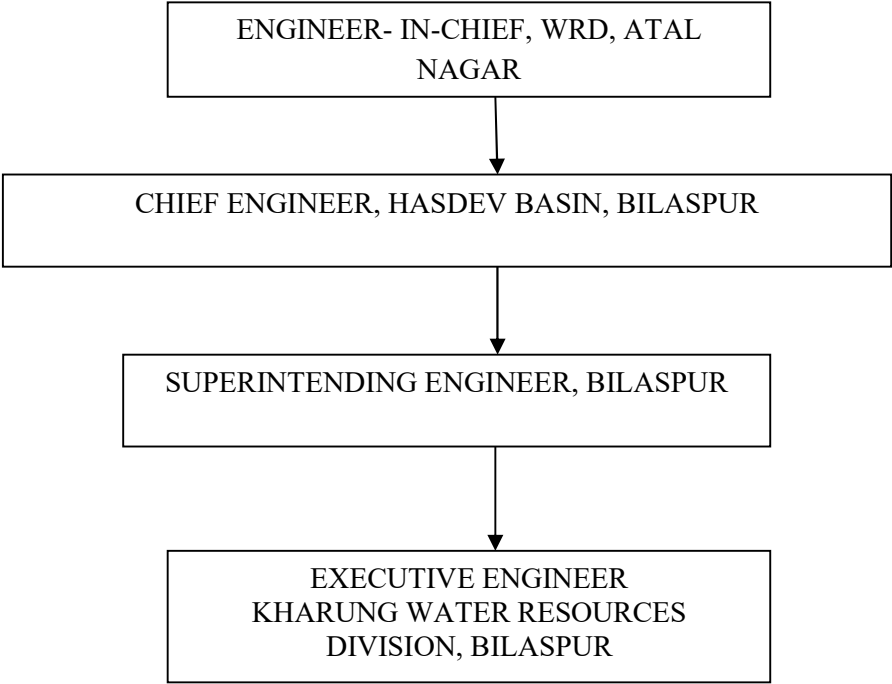 ENGINEER- IN-CHIEF, WRD, ATAL
NAGAR
CHIEF ENGINEER, HASDEV BASIN, BILASPUR
SUPERINTENDING ENGINEER, BILASPUR
EXECUTIVE ENGINEER
KHARUNG WATER RESOURCES
DIVISION, BILASPUR